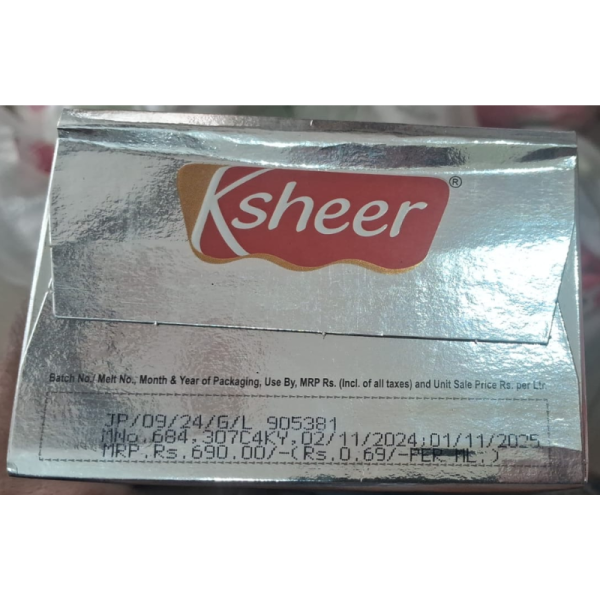 Ksheer®
Batch No./ Melt No., Month & Year of Packaging, Use By, MRP Rs. (Incl. of all taxes) and Unit Sale Price Rs. per Ltr
JP/09/24/G/L 905381
MNo.684,307C4KY,02/11/2024;01/11/2025
MRP.Rs.690.00/-(Rs.0.69/-PER ML.)